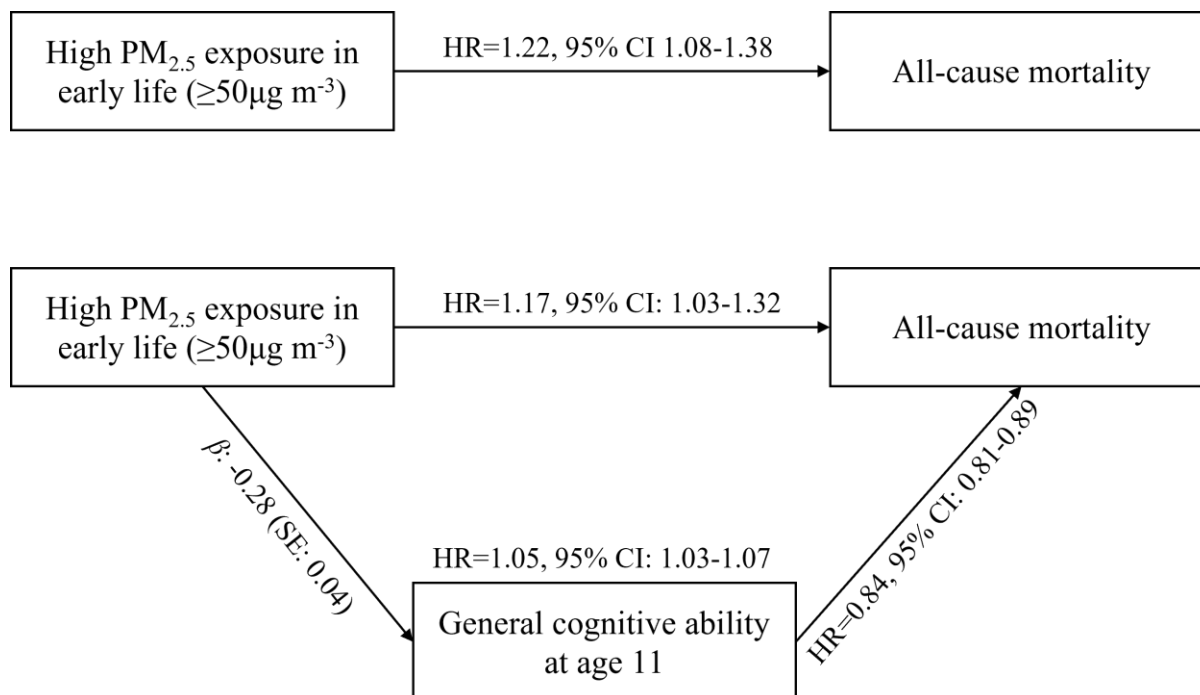 High PM₂.₅ exposure in
early life (≥50μg m⁻³)
HR=1.22, 95% CI 1.08-1.38
All-cause mortality
High PM₂.₅ exposure in
early life (≥50μg m⁻³)
HR=1.17, 95% CI: 1.03-1.32
All-cause mortality
β: -0.28 (SE: 0.04)
HR=1.05, 95% CI: 1.03-1.07
General cognitive ability
at age 11
HR=0.84, 95% CI: 0.81-0.89